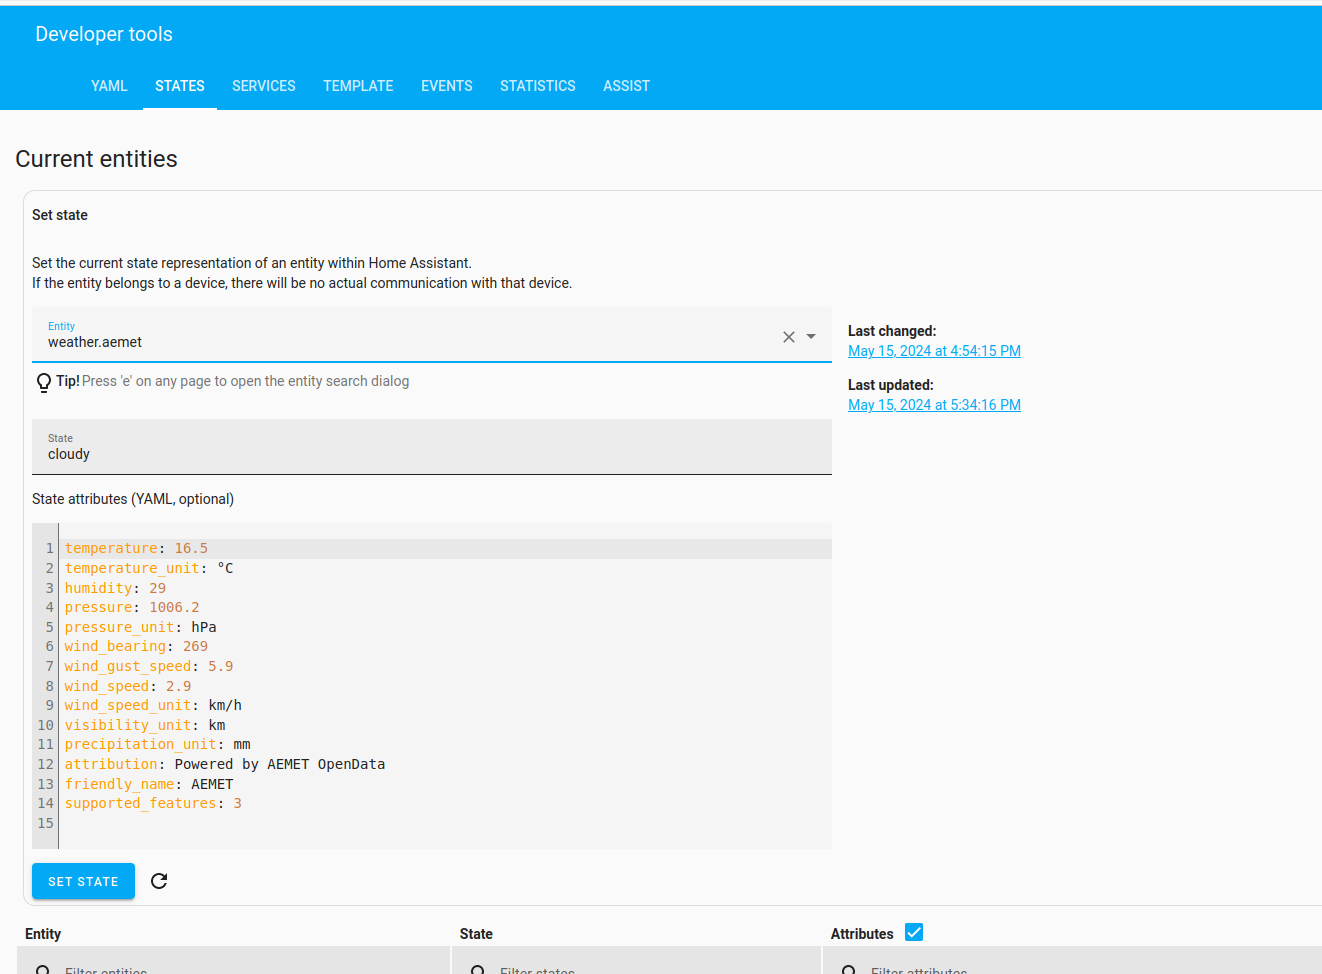 Developer tools
YAML STATES SERVICES TEMPLATE EVENTS STATISTICS ASSIST
Current entities
Set state
Set the current state representation of an entity within Home Assistant.
If the entity belongs to a device, there will be no actual communication with that device.
Entity
weather.aemet
Tip! Press 'e' on any page to open the entity search dialog
Last changed:
May 15, 2024 at 4:54:15 PM
Last updated:
May 15, 2024 at 5:34:16 PM
State
cloudy
State attributes (YAML, optional)
1 temperature: 16.5
2 temperature_unit: °C
3 humidity: 29
4 pressure: 1006.2
5 pressure_unit: hPa
6 wind_bearing: 269
7 wind_gust_speed: 5.9
8 wind_speed: 2.9
9 wind_speed_unit: km/h
10 visibility_unit: km
11 precipitation_unit: mm
12 attribution: Powered by AEMET OpenData
13 friendly_name: AEMET
14 supported_features: 3
15
SET STATE
Entity State Attributes
Filter entities Filter states Filter attributes